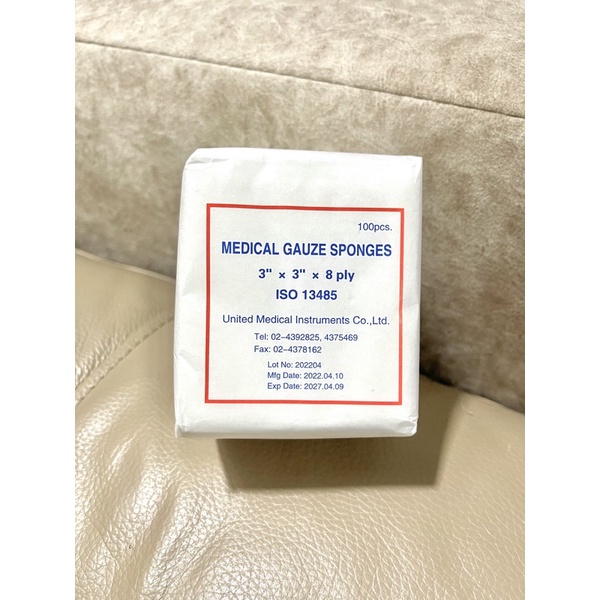 100pcs.
MEDICAL GAUZE SPONGES
3" × 3" × 8 ply
ISO 13485
United Medical Instruments Co.,Ltd.
Tel: 02-4392825, 4375469
Fax: 02-4378162
Lot No: 202204
Mfg Date: 2022.04.10
Exp Date: 2027.04.09